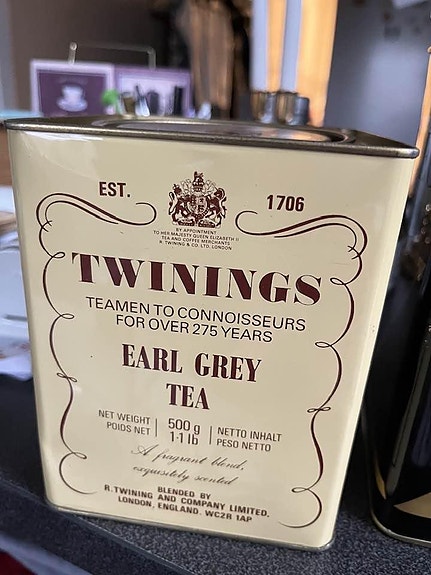 EST.
1706
BY APPOINTMENT
TO HER MAJESTY QUEEN ELIZABETH II
TEA AND COFFEE MERCHANTS
R. TWINING & CO. LTD. LONDON
TWININGS
TEAMEN TO CONNOISSEURS
FOR OVER 275 YEARS
EARL GREY
TEA
NET WEIGHT
POIDS NET
500 g
1·1 lb
NETTO INHALT
PESO NETTO
A fragrant blend,
exquisitely scented
BLENDED BY
R. TWINING AND COMPANY LIMITED.
LONDON, ENGLAND. WC2R 1AP